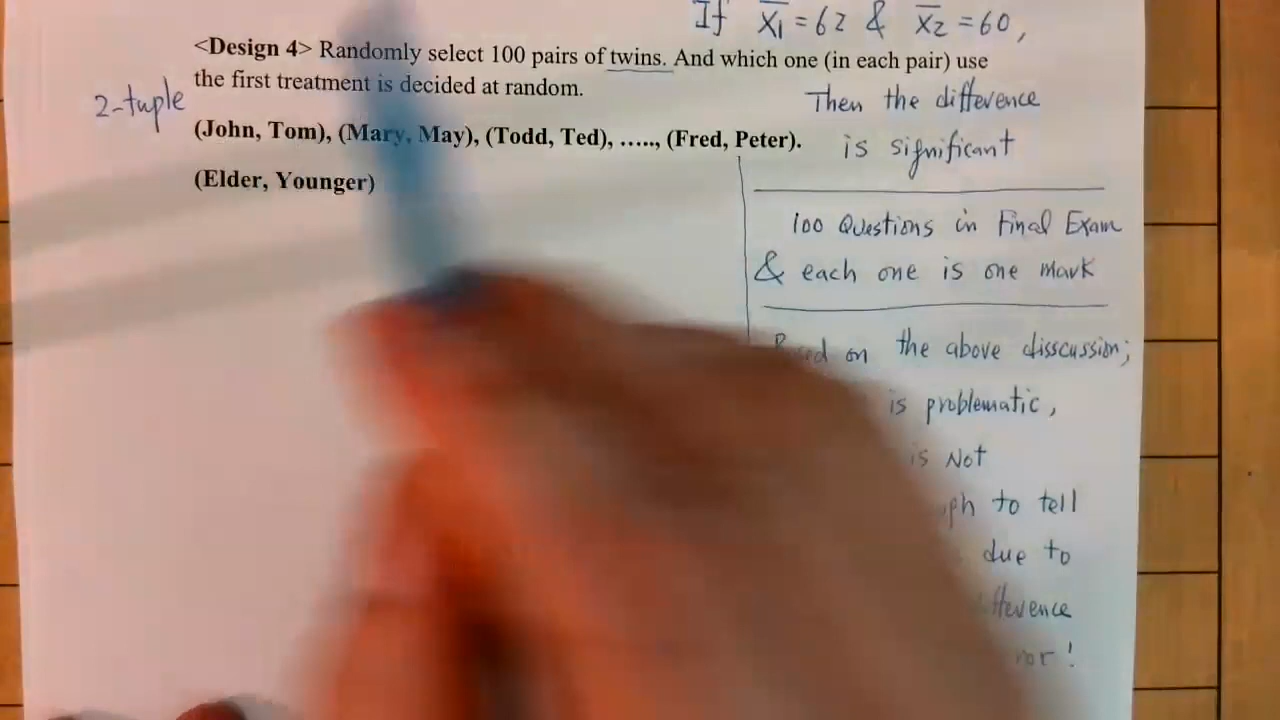 If x̄1 = 62 & x̄2 = 60,
<Design 4> Randomly select 100 pairs of twins. And which one (in each pair) use
the first treatment is decided at random.
2-tuple
(John, Tom), (Mary, May), (Todd, Ted), ....., (Fred, Peter).
(Elder, Younger)
Then the difference
is significant
100 Questions in Final Exam
& each one is one mark
on the above disscussion;
is problematic,
is Not
to tell
due to